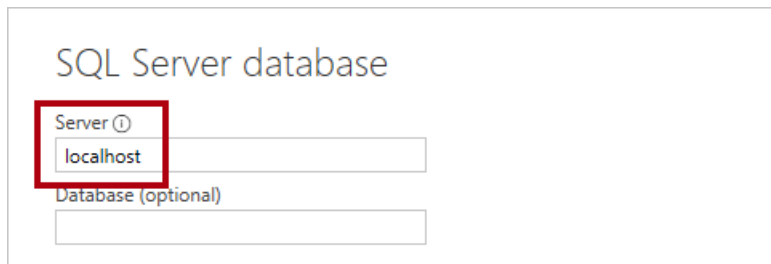 SQL Server database
Server ⓘ
localhost
Database (optional)